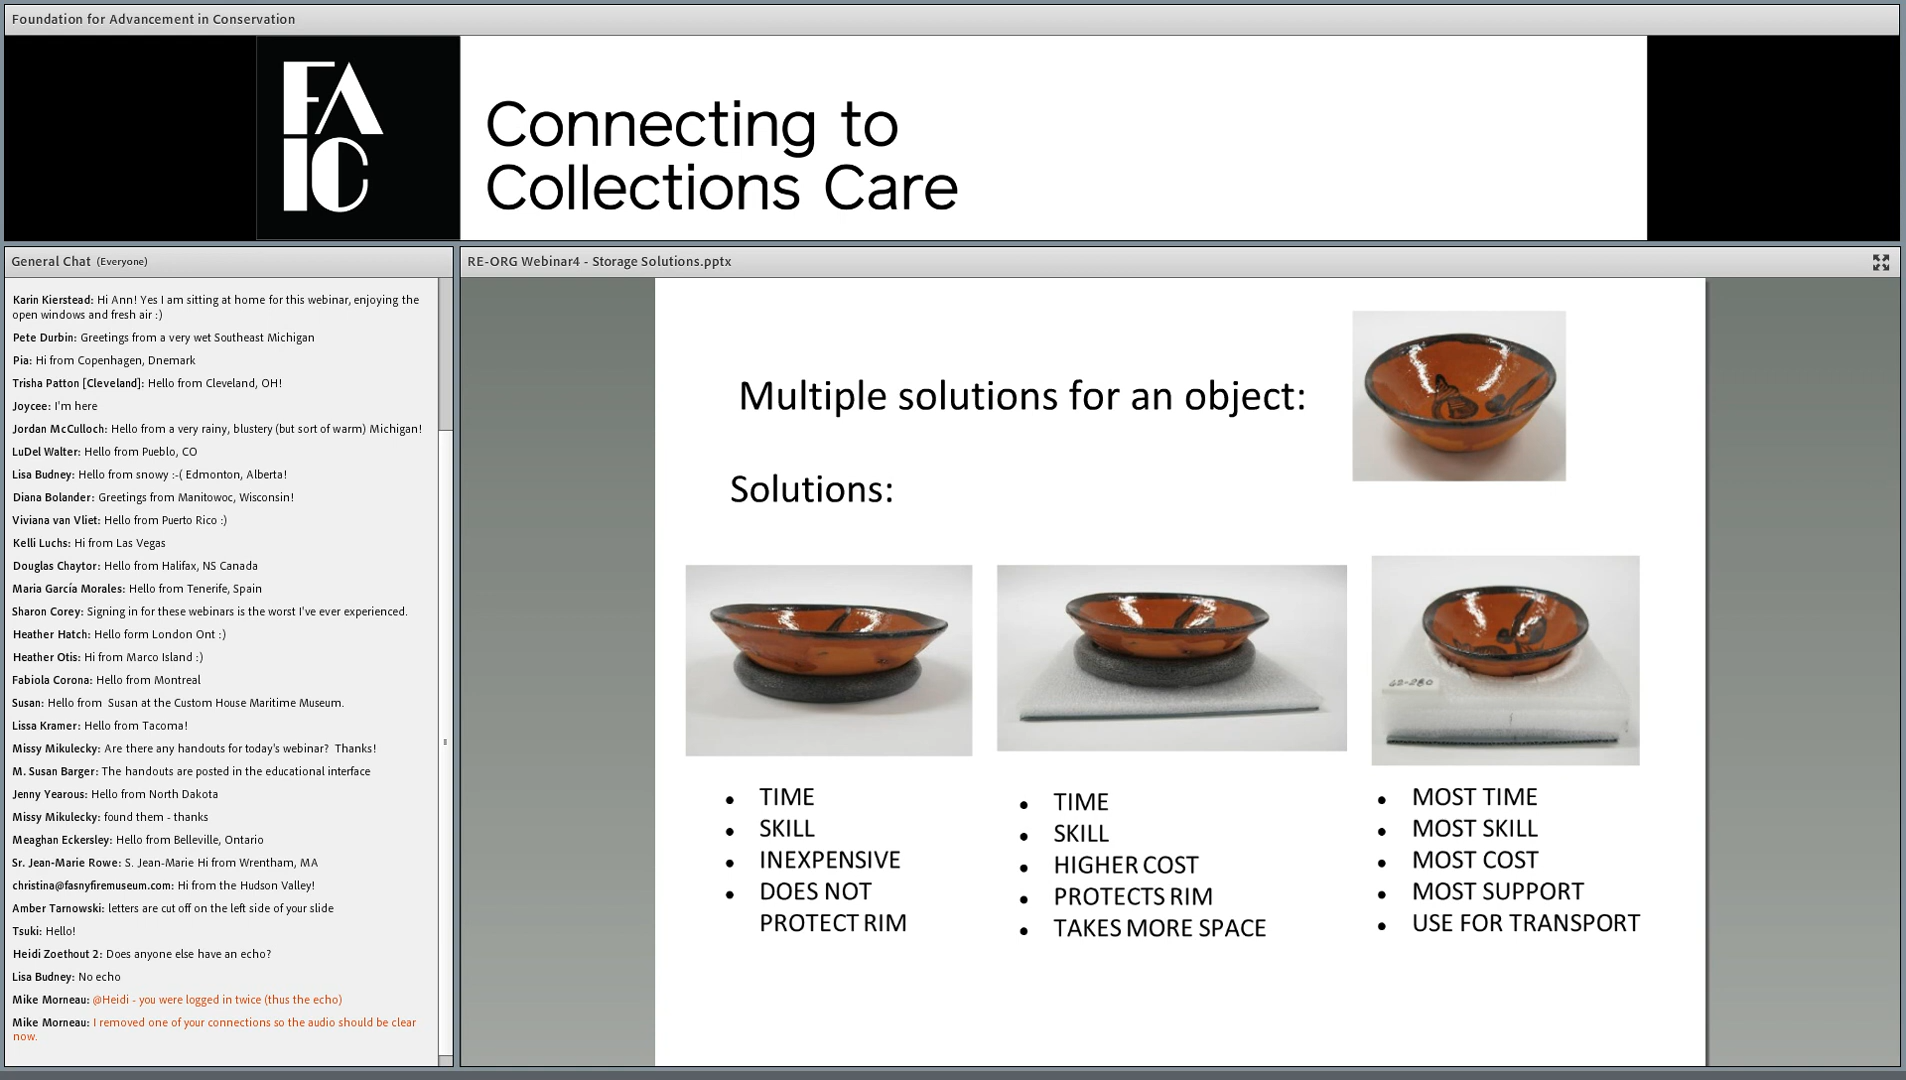 Foundation for Advancement in Conservation
FA
IC
Connecting to
Collections Care
General Chat (Everyone)
Karin Kierstead: Hi Ann! Yes I am sitting at home for this webinar, enjoying the
open windows and fresh air :)
Pete Durbin: Greetings from a very wet Southeast Michigan
Pia: Hi from Copenhagen, Dnemark
Trisha Patton [Cleveland]: Hello from Cleveland, OH!
Joycee: I'm here
Jordan McCulloch: Hello from a very rainy, blustery (but sort of warm) Michigan!
LuDel Walter: Hello from Pueblo, CO
Lisa Budney: Hello from snowy :-( Edmonton, Alberta!
Diana Bolander: Greetings from Manitowoc, Wisconsin!
Viviana van Vliet: Hello from Puerto Rico :)
Kelli Luchs: Hi from Las Vegas
Douglas Chaytor: Hello from Halifax, NS Canada
Maria García Morales: Hello from Tenerife, Spain
Sharon Corey: Signing in for these webinars is the worst I've ever experienced.
Heather Hatch: Hello form London Ont :)
Heather Otis: Hi from Marco Island :)
Fabiola Corona: Hello from Montreal
Susan: Hello from  Susan at the Custom House Maritime Museum.
Lissa Kramer: Hello from Tacoma!
Missy Mikulecky: Are there any handouts for today's webinar?  Thanks!
M. Susan Barger: The handouts are posted in the educational interface
Jenny Yearous: Hello from North Dakota
Missy Mikulecky: found them - thanks
Meaghan Eckersley: Hello from Belleville, Ontario
Sr. Jean-Marie Rowe: S. Jean-Marie Hi from Wrentham, MA
christina@fasnyfiremuseum.com: Hi from the Hudson Valley!
Amber Tarnowski: letters are cut off on the left side of your slide
Tsuki: Hello!
Heidi Zoethout 2: Does anyone else have an echo?
Lisa Budney: No echo
Mike Morneau: @Heidi - you were logged in twice (thus the echo)
Mike Morneau: I removed one of your connections so the audio should be clear
now.
RE-ORG Webinar4 - Storage Solutions.pptx
Multiple solutions for an object:
Solutions:
62-280
• TIME
• SKILL
• INEXPENSIVE
• DOES NOT
PROTECT RIM
• TIME
• SKILL
• HIGHER COST
• PROTECTS RIM
• TAKES MORE SPACE
• MOST TIME
• MOST SKILL
• MOST COST
• MOST SUPPORT
• USE FOR TRANSPORT